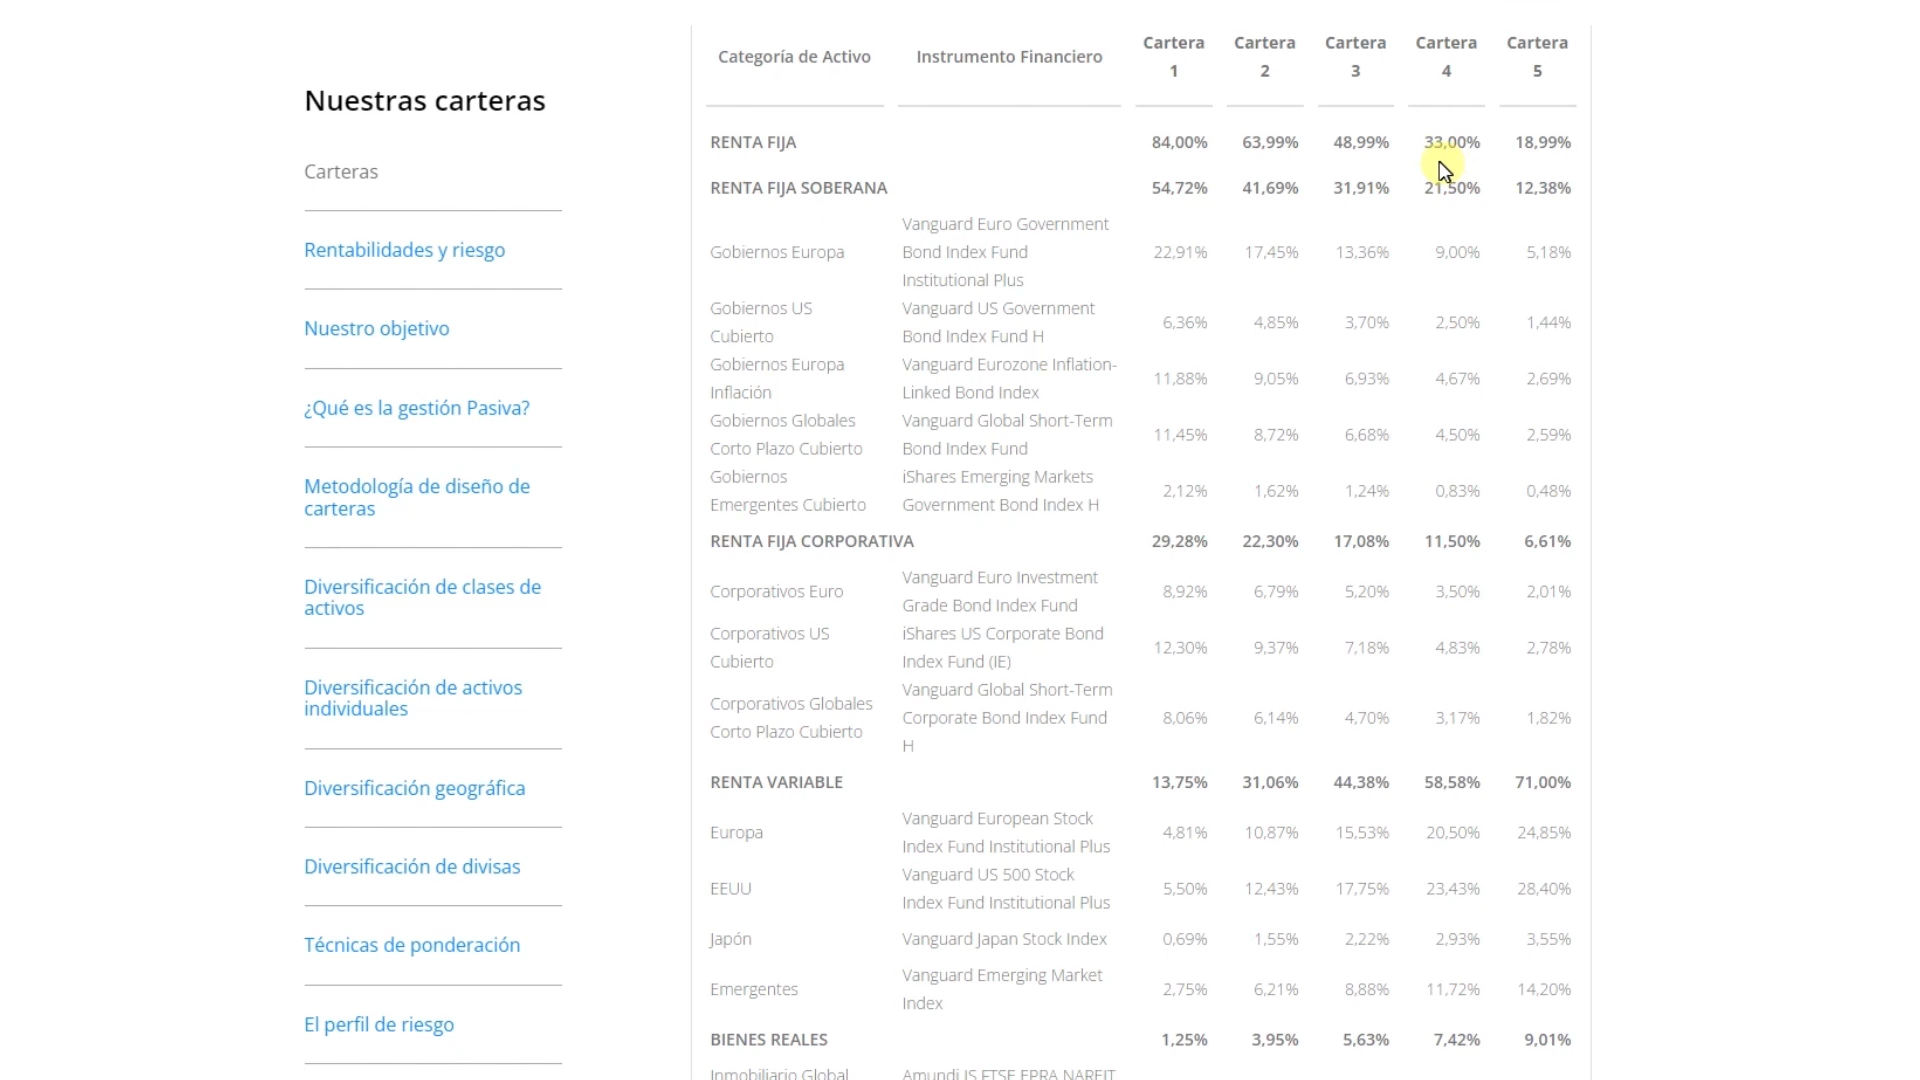 Nuestras carteras
Carteras
Rentabilidades y riesgo
Nuestro objetivo
¿Qué es la gestión Pasiva?
Metodología de diseño de
carteras
Diversificación de clases de
activos
Diversificación de activos
individuales
Diversificación geográfica
Diversificación de divisas
Técnicas de ponderación
El perfil de riesgo
Categoría de Activo Instrumento Financiero Cartera 1 Cartera 2 Cartera 3 Cartera 4 Cartera 5
RENTA FIJA 84,00% 63,99% 48,99% 33,00% 18,99%
RENTA FIJA SOBERANA 54,72% 41,69% 31,91% 21,50% 12,38%
Gobiernos Europa Vanguard Euro Government Bond Index Fund Institutional Plus 22,91% 17,45% 13,36% 9,00% 5,18%
Gobiernos US Cubierto Vanguard US Government Bond Index Fund H 6,36% 4,85% 3,70% 2,50% 1,44%
Gobiernos Europa Inflación Vanguard Eurozone Inflation-Linked Bond Index 11,88% 9,05% 6,93% 4,67% 2,69%
Gobiernos Globales Corto Plazo Cubierto Vanguard Global Short-Term Bond Index Fund 11,45% 8,72% 6,68% 4,50% 2,59%
Gobiernos Emergentes Cubierto iShares Emerging Markets Government Bond Index H 2,12% 1,62% 1,24% 0,83% 0,48%
RENTA FIJA CORPORATIVA 29,28% 22,30% 17,08% 11,50% 6,61%
Corporativos Euro Vanguard Euro Investment Grade Bond Index Fund 8,92% 6,79% 5,20% 3,50% 2,01%
Corporativos US Cubierto iShares US Corporate Bond Index Fund (IE) 12,30% 9,37% 7,18% 4,83% 2,78%
Corporativos Globales Corto Plazo Cubierto Vanguard Global Short-Term Corporate Bond Index Fund H 8,06% 6,14% 4,70% 3,17% 1,82%
RENTA VARIABLE 13,75% 31,06% 44,38% 58,58% 71,00%
Europa Vanguard European Stock Index Fund Institutional Plus 4,81% 10,87% 15,53% 20,50% 24,85%
EEUU Vanguard US 500 Stock Index Fund Institutional Plus 5,50% 12,43% 17,75% 23,43% 28,40%
Japón Vanguard Japan Stock Index 0,69% 1,55% 2,22% 2,93% 3,55%
Emergentes Vanguard Emerging Market Index 2,75% 6,21% 8,88% 11,72% 14,20%
BIENES REALES 1,25% 3,95% 5,63% 7,42% 9,01%
Inmobiliario Global Amundi IS FTSE EPRA NAREIT